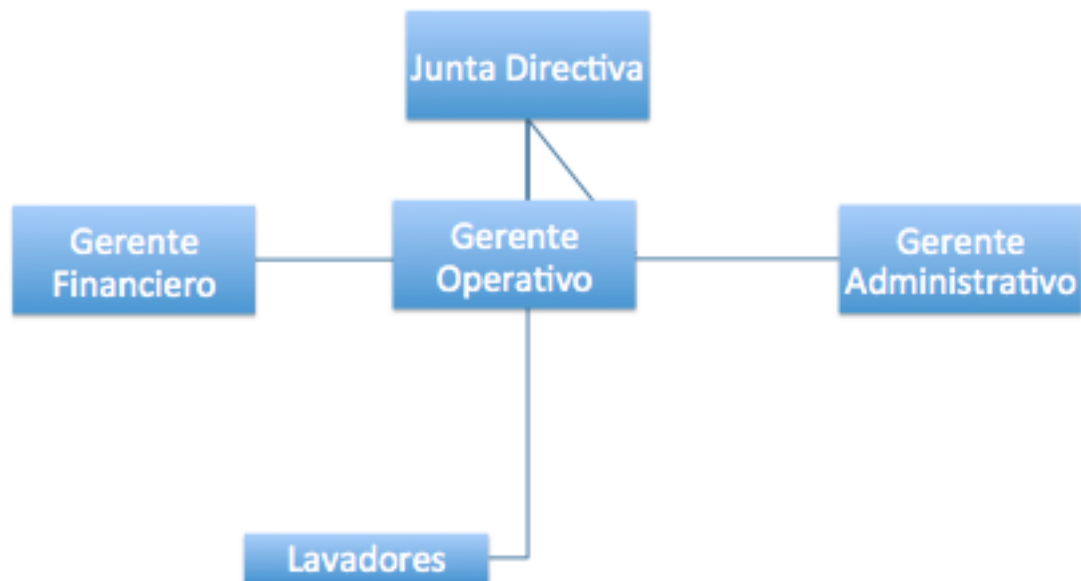 Junta Directiva
Gerente
Financiero
Gerente
Operativo
Gerente
Administrativo
Lavadores